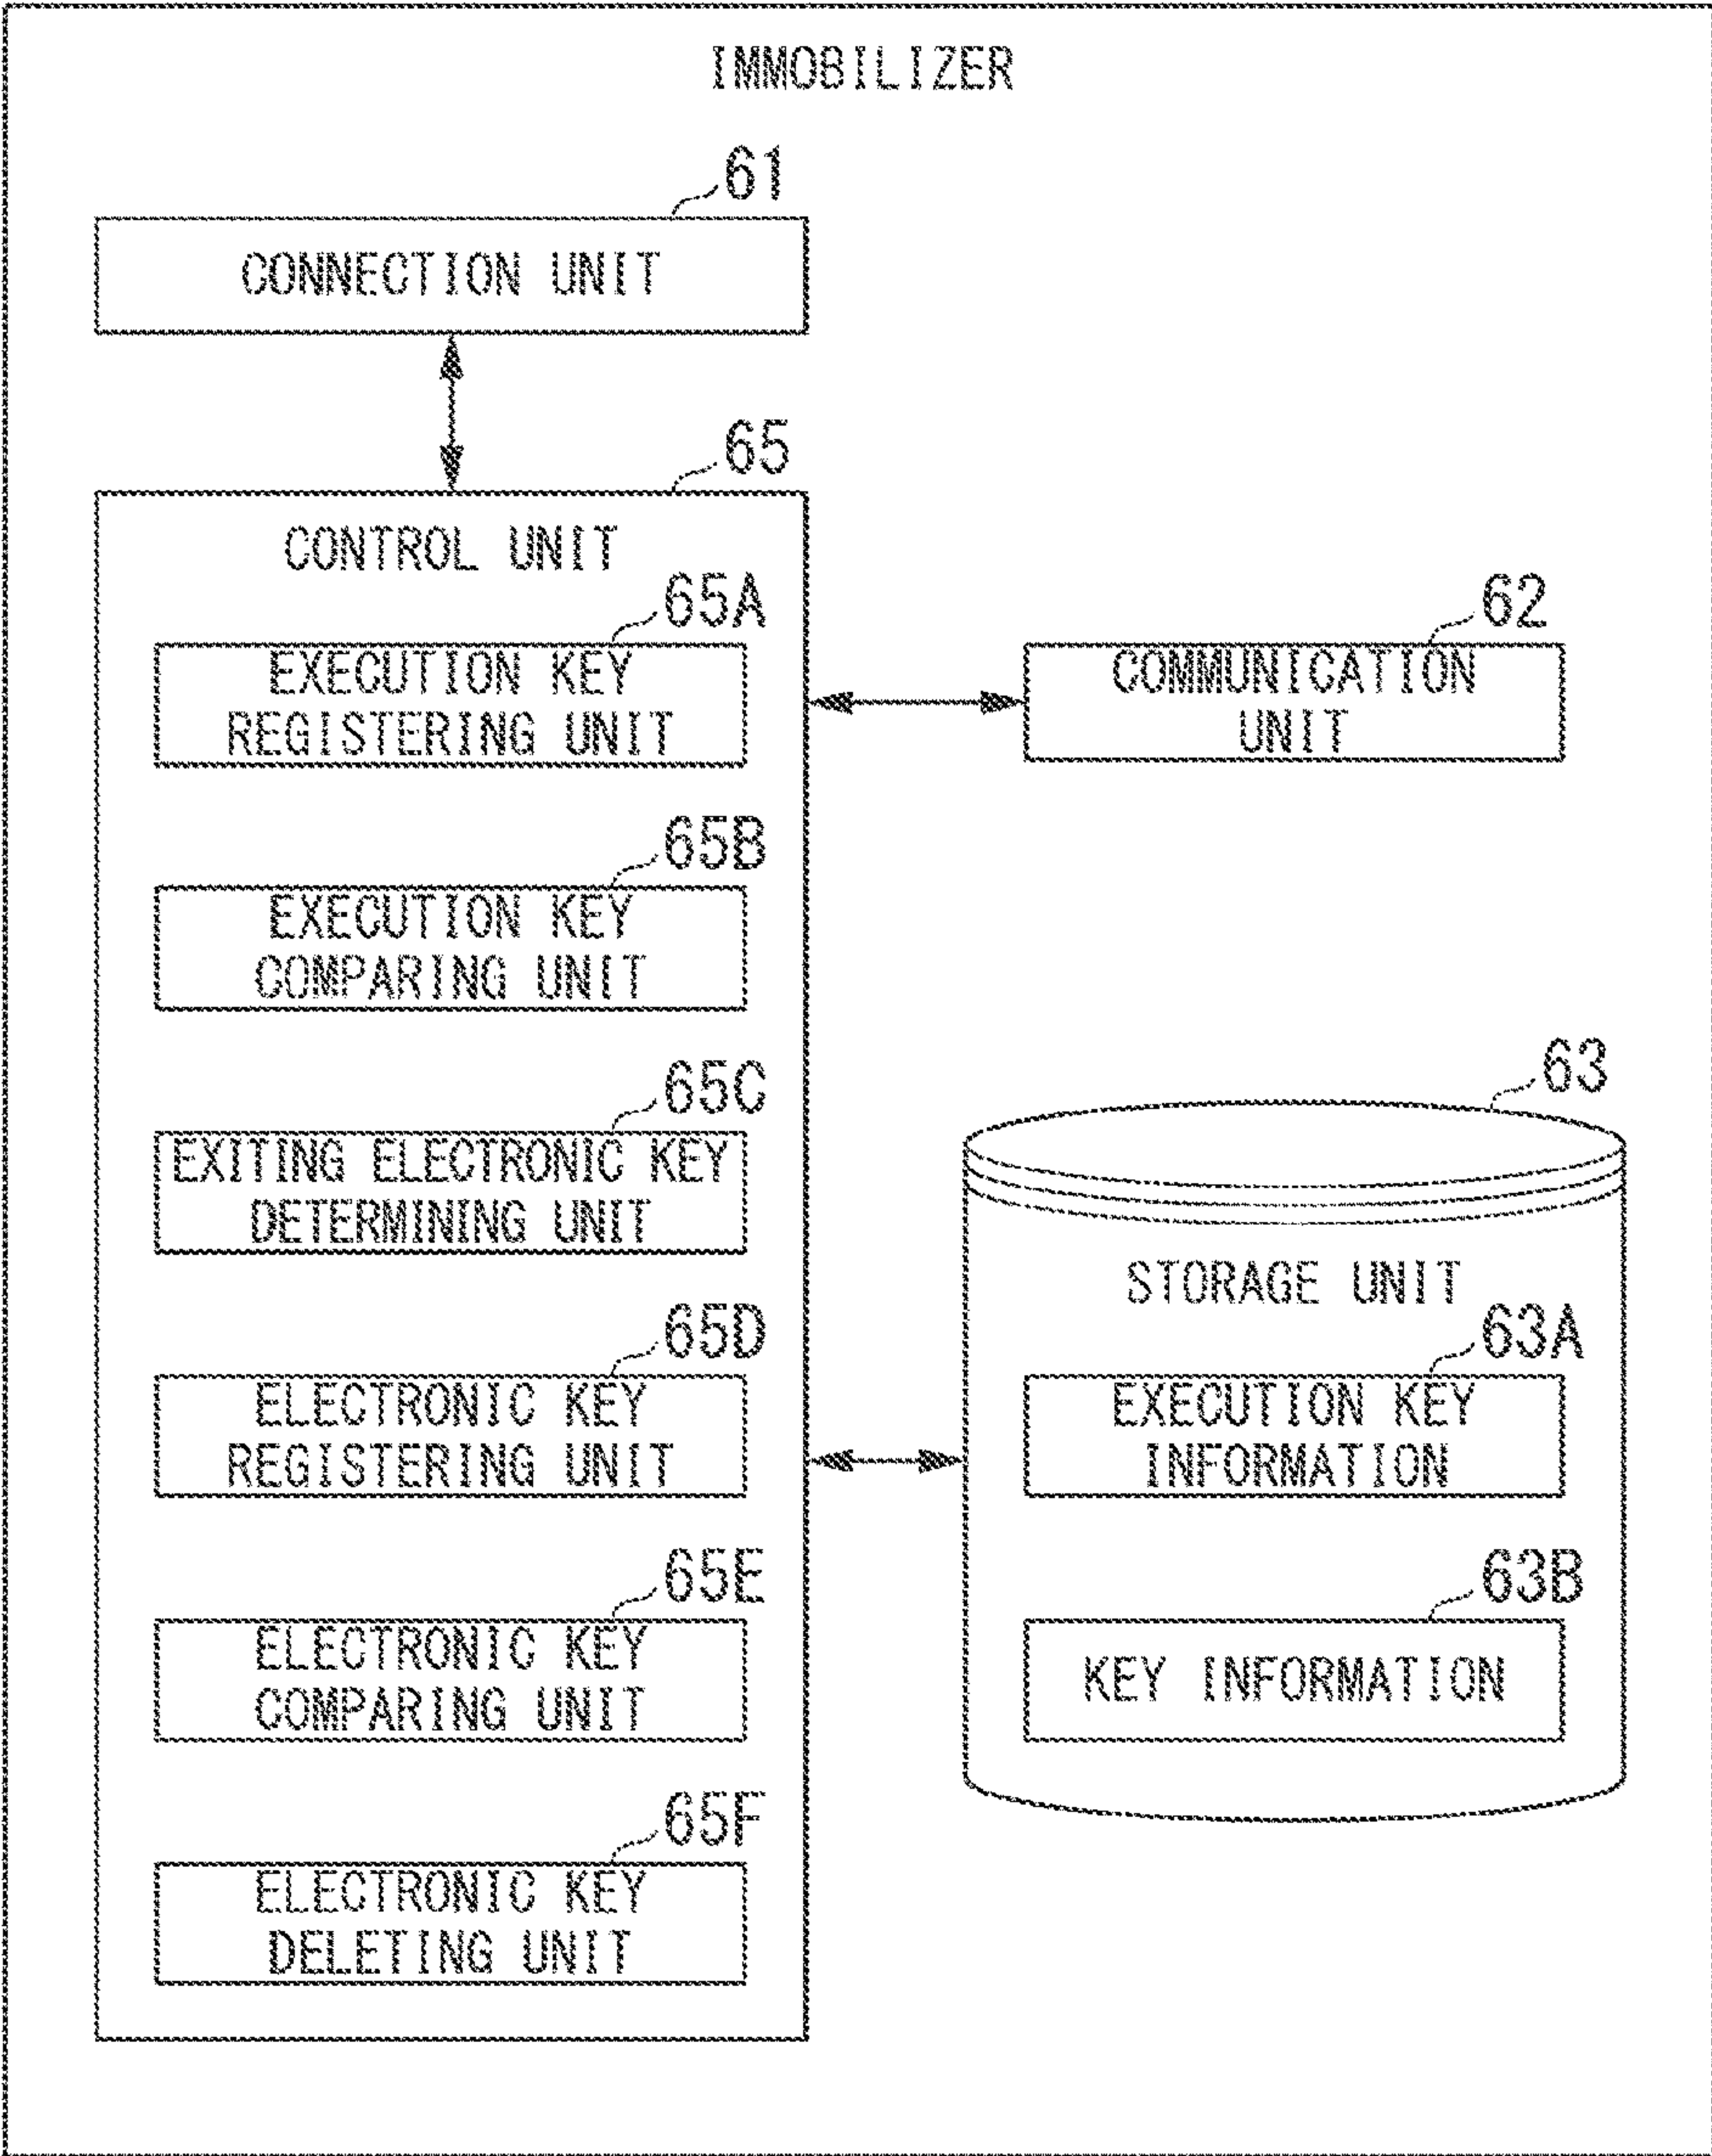 IMMOBILIZER
61
CONNECTION UNIT
65
CONTROL UNIT
65A
EXECUTION KEY
REGISTERING UNIT
62
COMMUNICATION
UNIT
65B
EXECUTION KEY
COMPARING UNIT
65C
EXITING ELECTRONIC KEY
DETERMINING UNIT
63
STORAGE UNIT
65D
ELECTRONIC KEY
REGISTERING UNIT
63A
EXECUTION KEY
INFORMATION
65E
ELECTRONIC KEY
COMPARING UNIT
63B
KEY INFORMATION
65F
ELECTRONIC KEY
DELETING UNIT